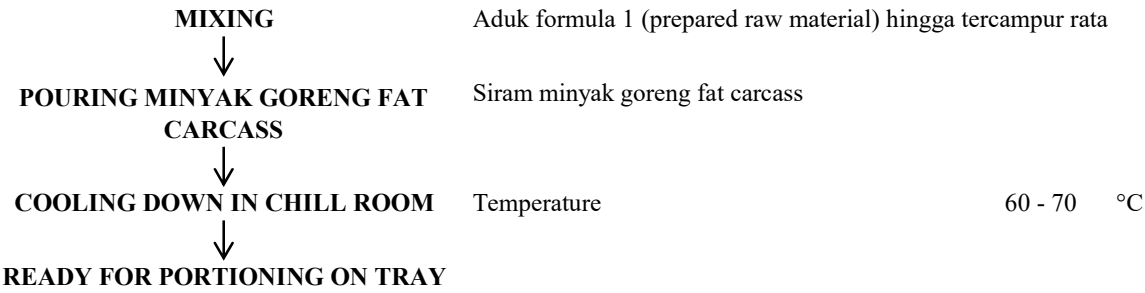 MIXING Aduk formula 1 (prepared raw material) hingga tercampur rata
POURING MINYAK GORENG FAT Siram minyak goreng fat carcass
CARCASS
COOLING DOWN IN CHILL ROOM Temperature 60 - 70 °C
READY FOR PORTIONING ON TRAY